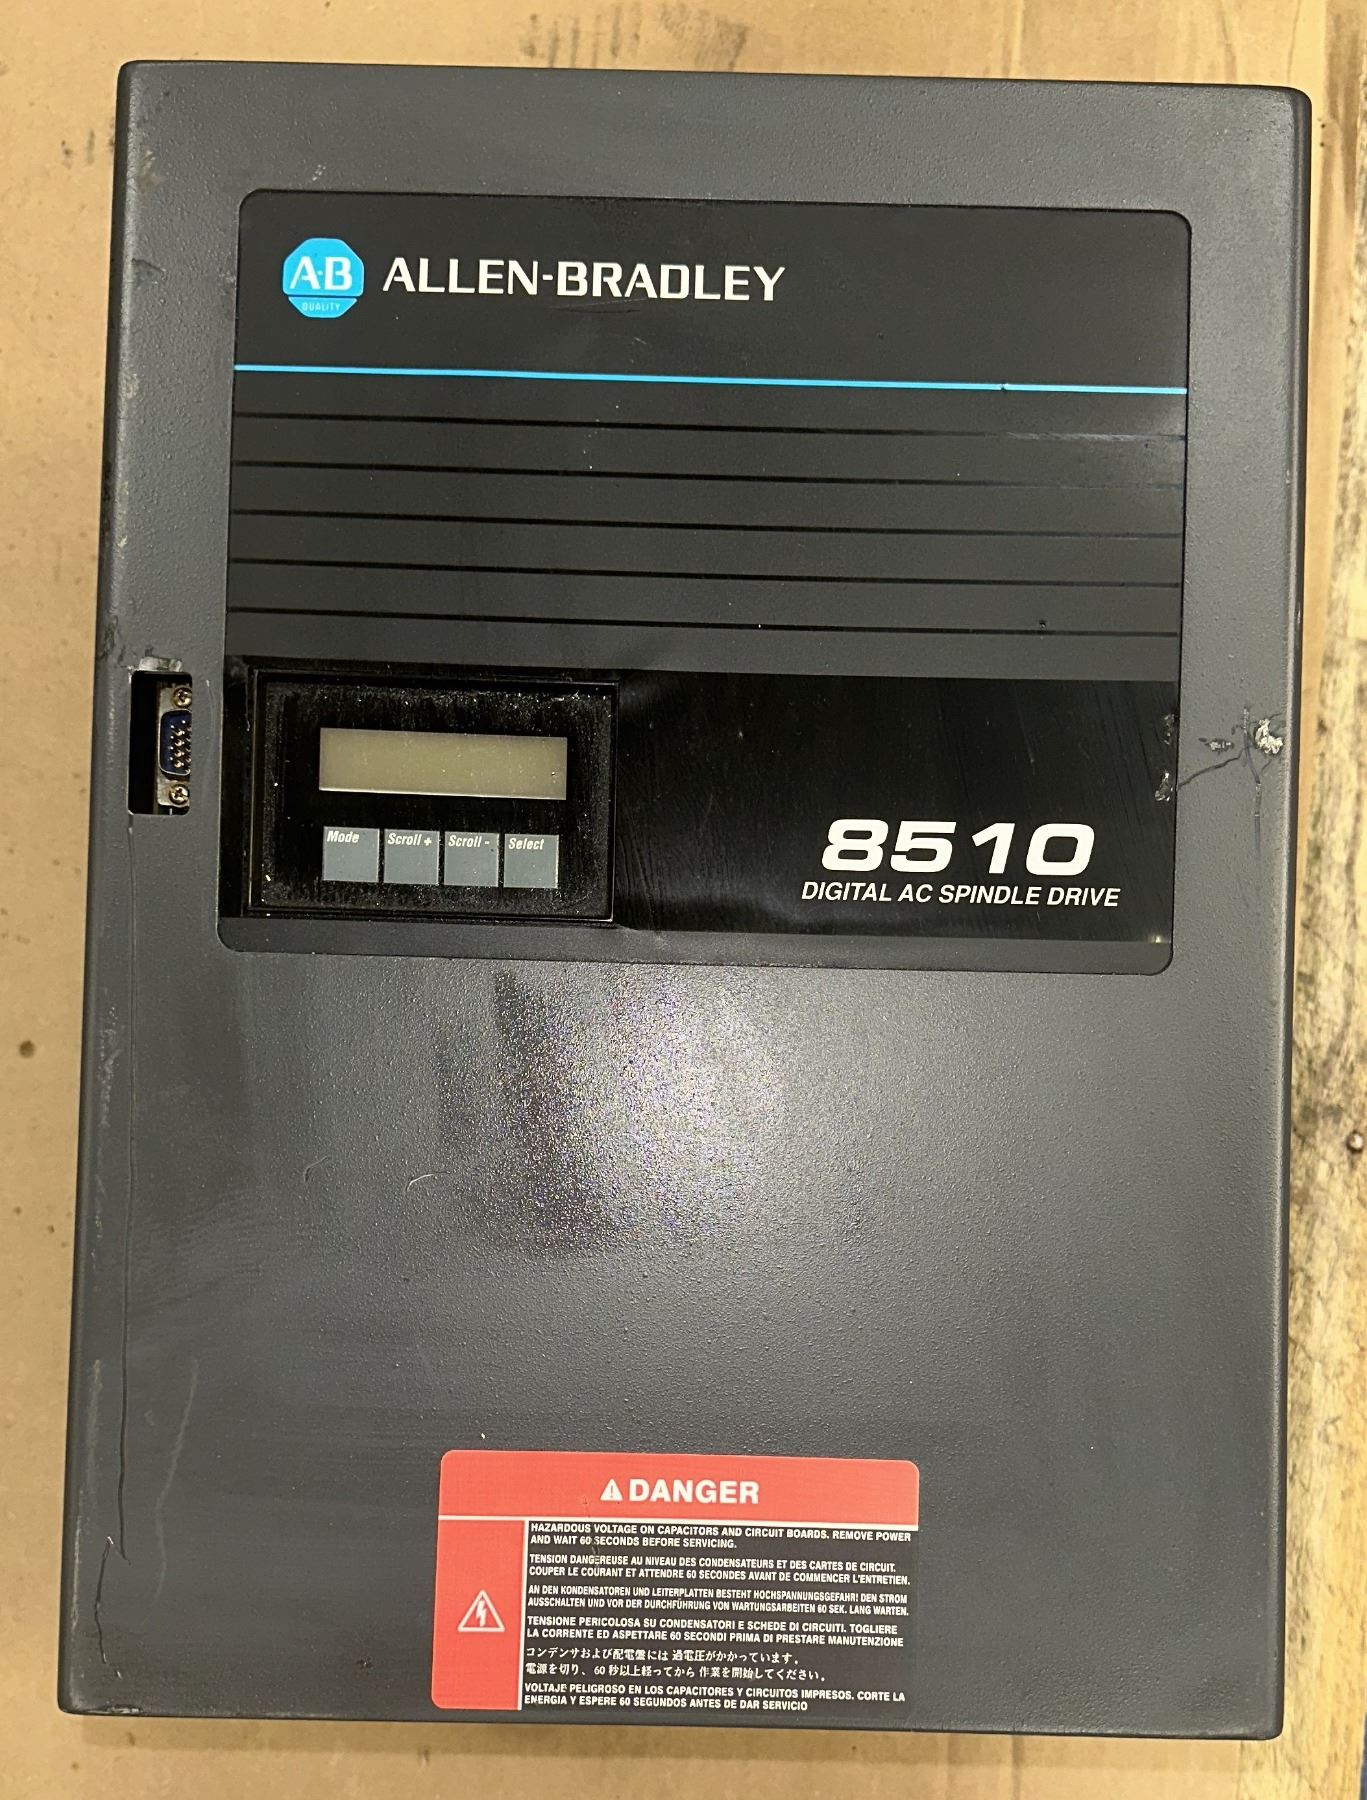 A·B
QUALITY
ALLEN-BRADLEY
Mode
Scroll +
Scroll -
Select
8510
DIGITAL AC SPINDLE DRIVE
DANGER
HAZARDOUS VOLTAGE ON CAPACITORS AND CIRCUIT BOARDS. REMOVE POWER
AND WAIT 60 SECONDS BEFORE SERVICING.
TENSION DANGEREUSE AU NIVEAU DES CONDENSATEURS ET DES CARTES DE CIRCUIT.
COUPER LE COURANT ET ATTENDRE 60 SECONDES AVANT DE COMMENCER L'ENTRETIEN.
AN DEN KONDENSATOREN UND LEITERPLATTEN BESTEHT HOCHSPANNUNGSGEFAHR! DEN STROM
AUSSCHALTEN UND VOR DER DURCHFÜHRUNG VON WARTUNGSARBEITEN 60 SEK. LANG WARTEN.
TENSIONE PERICOLOSA SU CONDENSATORI E SCHEDE DI CIRCUITI. TOGLIERE
LA CORRENTE ED ASPETTARE 60 SECONDI PRIMA DI PRESTARE MANUTENZIONE
コンデンサおよび配電盤には 過電圧がかかっています。
電源を切り、60 秒以上経ってから 作業を開始してください。
VOLTAJE PELIGROSO EN LOS CAPACITORES Y CIRCUITOS IMPRESOS. CORTE LA
ENERGIA Y ESPERE 60 SEGUNDOS ANTES DE DAR SERVICIO